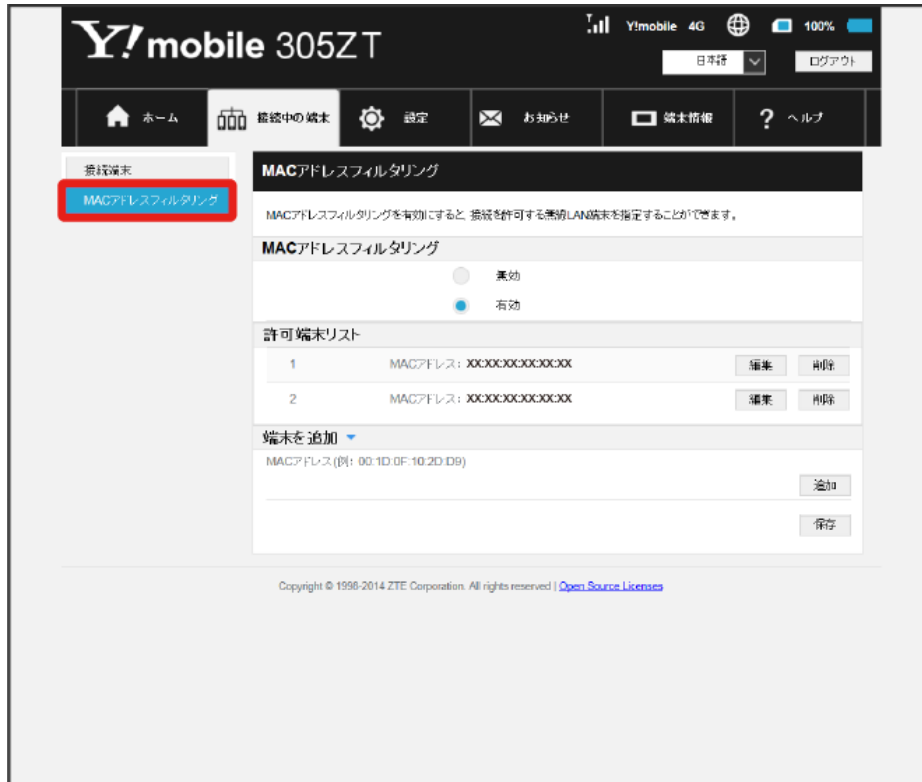 Y! mobile 305ZT
Y!mobile 4G 100%
日本語 ログアウト
ホーム 接続中の端末 設定 お知らせ 端末情報 ? ヘルプ
接続端末
MACアドレスフィルタリング
MACアドレスフィルタリング
MACアドレスフィルタリングを有効にすると、接続を許可する無線LAN端末を指定することができます。
MACアドレスフィルタリング
無効
有効
許可端末リスト
1 MACアドレス: XX:XX:XX:XX:XX:XX 編集 削除
2 MACアドレス: XX:XX:XX:XX:XX:XX 編集 削除
端末を追加
MACアドレス(例: 00:1D:0F:10:2D:D9)
追加
保存
Copyright © 1998-2014 ZTE Corporation. All rights reserved | Open Source Licenses